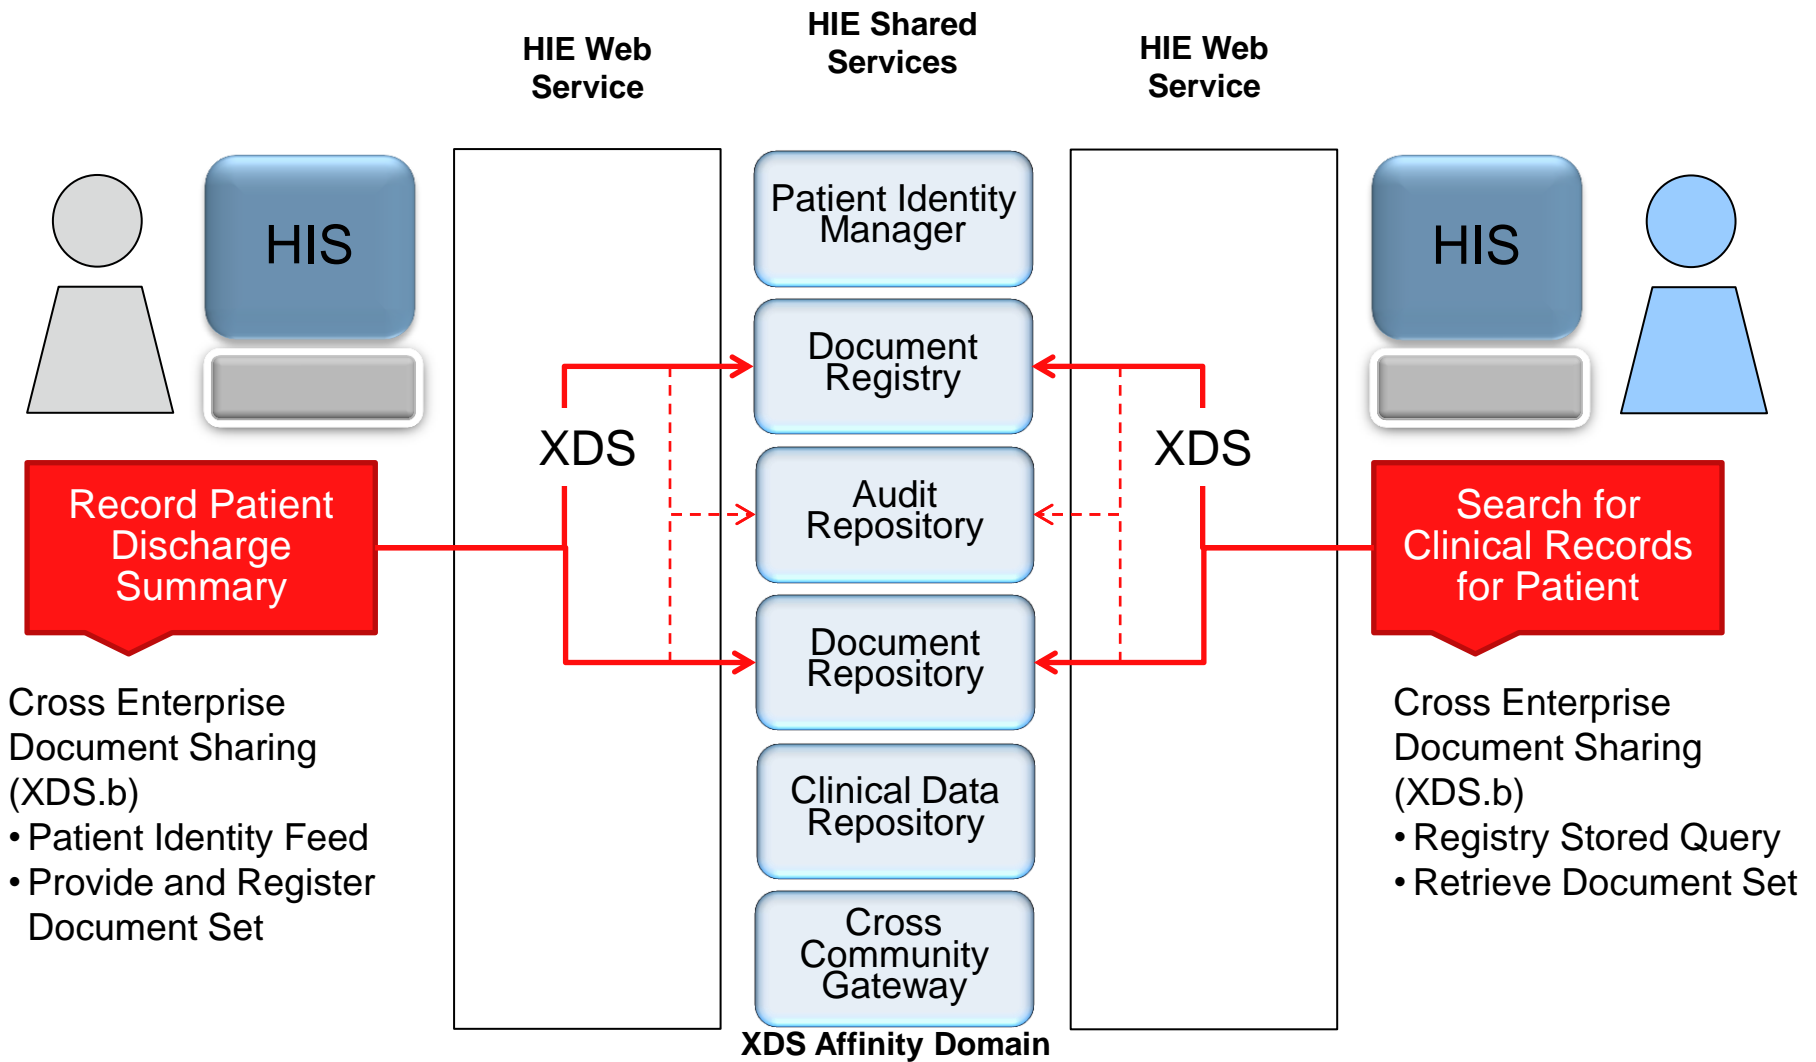 HIE Web
Service
HIE Shared
Services
HIE Web
Service
HIS
HIS
Patient Identity
Manager
Document
Registry
XDS
XDS
Audit
Repository
Record Patient
Discharge
Summary
Search for
Clinical Records
for Patient
Document
Repository
Cross Enterprise
Document Sharing
(XDS.b)
• Patient Identity Feed
• Provide and Register
Document Set
Clinical Data
Repository
Cross
Community
Gateway
Cross Enterprise
Document Sharing
(XDS.b)
• Registry Stored Query
• Retrieve Document Set
XDS Affinity Domain